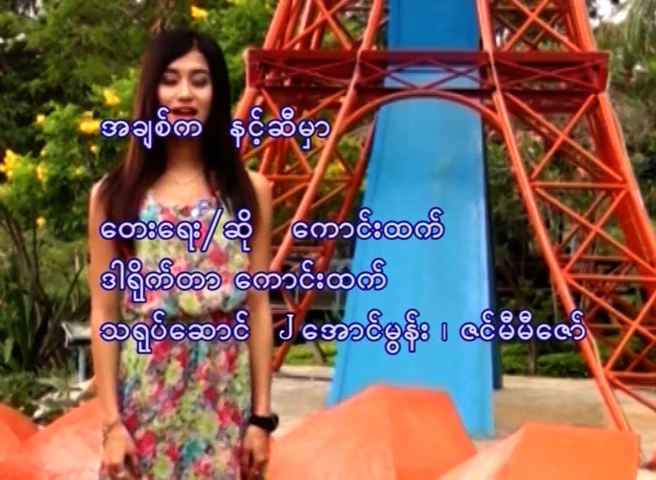 အချစ်က နင့်ဆီမှာ
တေးရေး/ဆို ကောင်းထက်
ဒါရိုက်တာ ကောင်းထက်
သရုပ်ဆောင် J အောင်မွန်း ၊ ဇင်မီမီဇော်